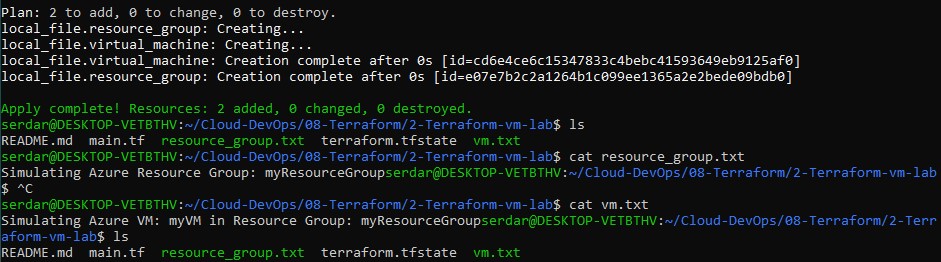 Plan: 2 to add, 0 to change, 0 to destroy.
local_file.resource_group: Creating...
local_file.virtual_machine: Creating...
local_file.virtual_machine: Creation complete after 0s [id=cd6e4ce6c15347833c4bebc41593649eb9125af0]
local_file.resource_group: Creation complete after 0s [id=e07e7b2c2a1264b1c099ee1365a2e2bede09bdb0]
Apply complete! Resources: 2 added, 0 changed, 0 destroyed.
serdar@DESKTOP-VETBTHV:~/Cloud-DevOps/08-Terraform/2-Terraform-vm-lab$ ls
README.md  main.tf  resource_group.txt  terraform.tfstate  vm.txt
serdar@DESKTOP-VETBTHV:~/Cloud-DevOps/08-Terraform/2-Terraform-vm-lab$ cat resource_group.txt
Simulating Azure Resource Group: myResourceGroupserdar@DESKTOP-VETBTHV:~/Cloud-DevOps/08-Terraform/2-Terraform-vm-lab
$ ^C
serdar@DESKTOP-VETBTHV:~/Cloud-DevOps/08-Terraform/2-Terraform-vm-lab$ cat vm.txt
Simulating Azure VM: myVM in Resource Group: myResourceGroupserdar@DESKTOP-VETBTHV:~/Cloud-DevOps/08-Terraform/2-Terr
aform-vm-lab$ ls
README.md  main.tf  resource_group.txt  terraform.tfstate  vm.txt